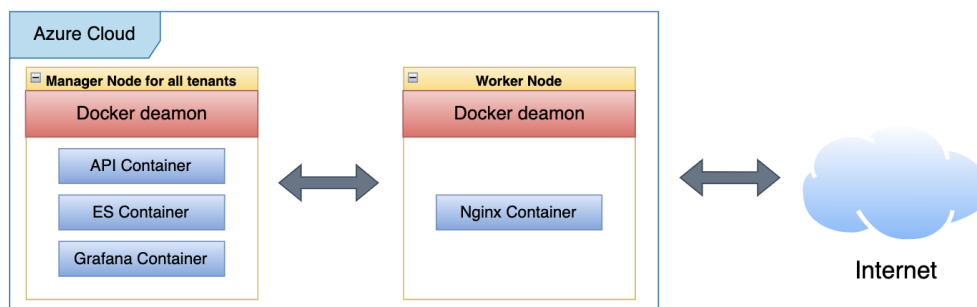 Azure Cloud
Manager Node for all tenants
Docker deamon
API Container
ES Container
Grafana Container
Worker Node
Docker deamon
Nginx Container
Internet